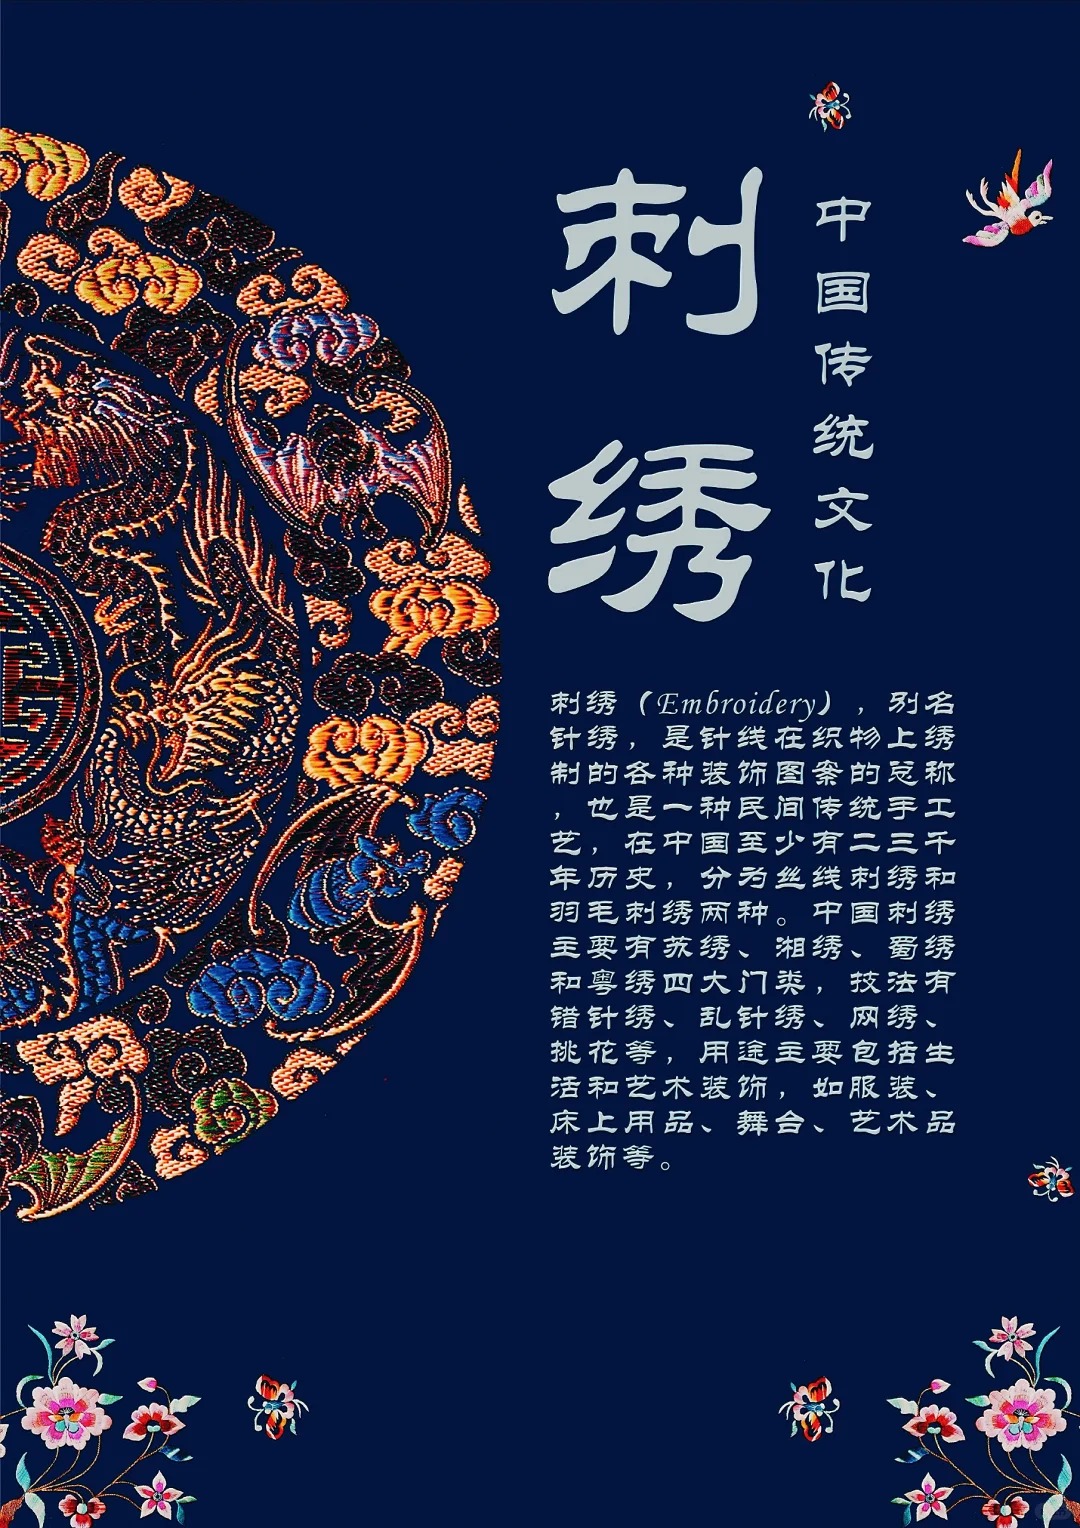 刺绣
中国传统文化
刺绣（Embroidery），别名
针绣，是针线在织物上绣
制的各种装饰图案的总称
，也是一种民间传统手工
艺，在中国至少有二三千
年历史，分为丝线刺绣和
羽毛刺绣两种。中国刺绣
主要有苏绣、湘绣、蜀绣
和粤绣四大门类，技法有
错针绣、乱针绣、网绣、
挑花等，用途主要包括生
活和艺术装饰，如服装、
床上用品、舞台、艺术品
装饰等。